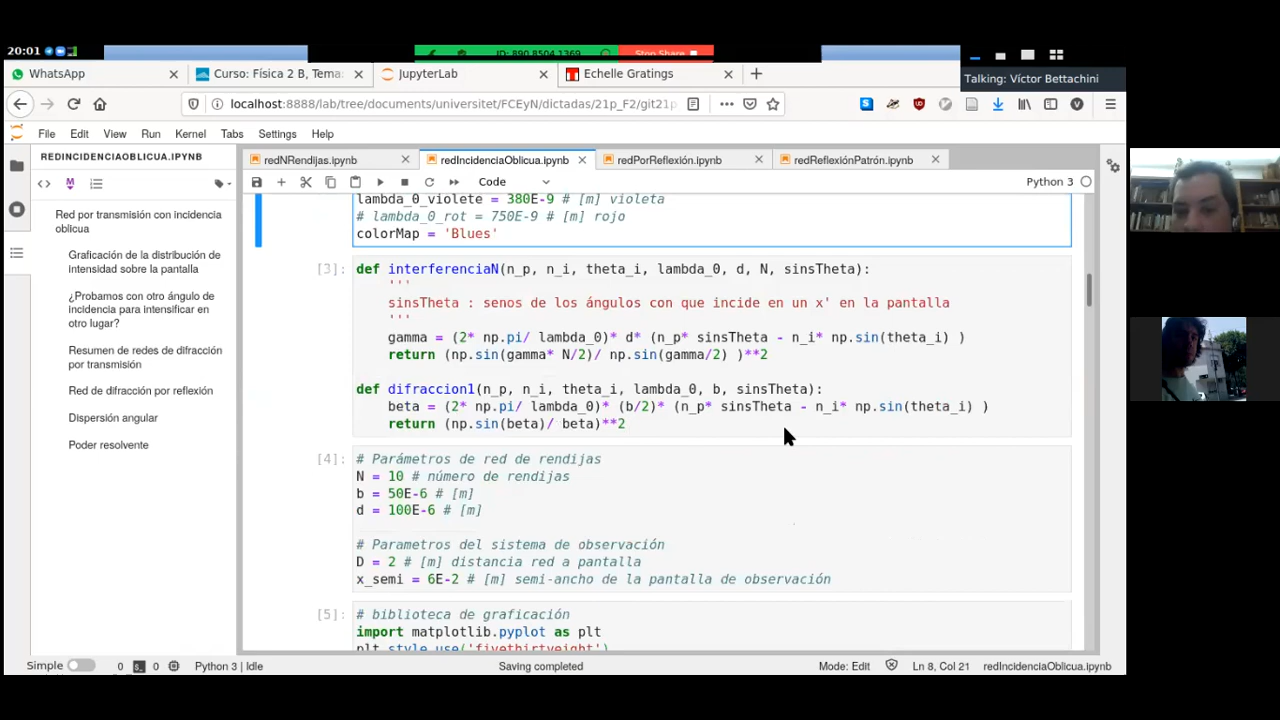 20:01
ID: 890 8504 1369
Stop Share
WhatsApp
Curso: Física 2 B, Tema:
JupyterLab
Echelle Gratings
Talking: Víctor Bettachini
localhost:8888/lab/tree/documents/universitet/FCEyN/dictadas/21p_F2/git21p
File Edit View Run Kernel Tabs Settings Help
REDINCIDENCIAOBLICUA.IPYNB
redNRendijas.ipynb
redIncidenciaOblicua.ipynb
redPorReflexión.ipynb
redReflexiónPatrón.ipynb
Code
Python 3
Red por transmisión con incidencia
oblicua
Graficación de la distribución de
intensidad sobre la pantalla
¿Probamos con otro ángulo de
incidencia para intensificar en
otro lugar?
Resumen de redes de difracción
por transmisión
Red de difracción por reflexión
Dispersión angular
Poder resolvente
lambda_0_violete = 380E-9 # [m] violeta
# lambda_0_rot = 750E-9 # [m] rojo
colorMap = 'Blues'
[3]: def interferenciaN(n_p, n_i, theta_i, lambda_0, d, N, sinsTheta):
'''
sinsTheta : senos de los ángulos con que incide en un x' en la pantalla
'''
gamma = (2* np.pi/ lambda_0)* d* (n_p* sinsTheta - n_i* np.sin(theta_i) )
return (np.sin(gamma* N/2)/ np.sin(gamma/2) )**2
def difraccion1(n_p, n_i, theta_i, lambda_0, b, sinsTheta):
beta = (2* np.pi/ lambda_0)* (b/2)* (n_p* sinsTheta - n_i* np.sin(theta_i) )
return (np.sin(beta)/ beta)**2
[4]: # Parámetros de red de rendijas
N = 10 # número de rendijas
b = 50E-6 # [m]
d = 100E-6 # [m]
# Parametros del sistema de observación
D = 2 # [m] distancia red a pantalla
x_semi = 6E-2 # [m] semi-ancho de la pantalla de observación
[5]: # biblioteca de graficación
import matplotlib.pyplot as plt
plt.style.use('fivethirtyeight')
Simple
0
0
Python 3 | Idle
Saving completed
Mode: Edit
Ln 8, Col 21
redIncidenciaOblicua.ipynb